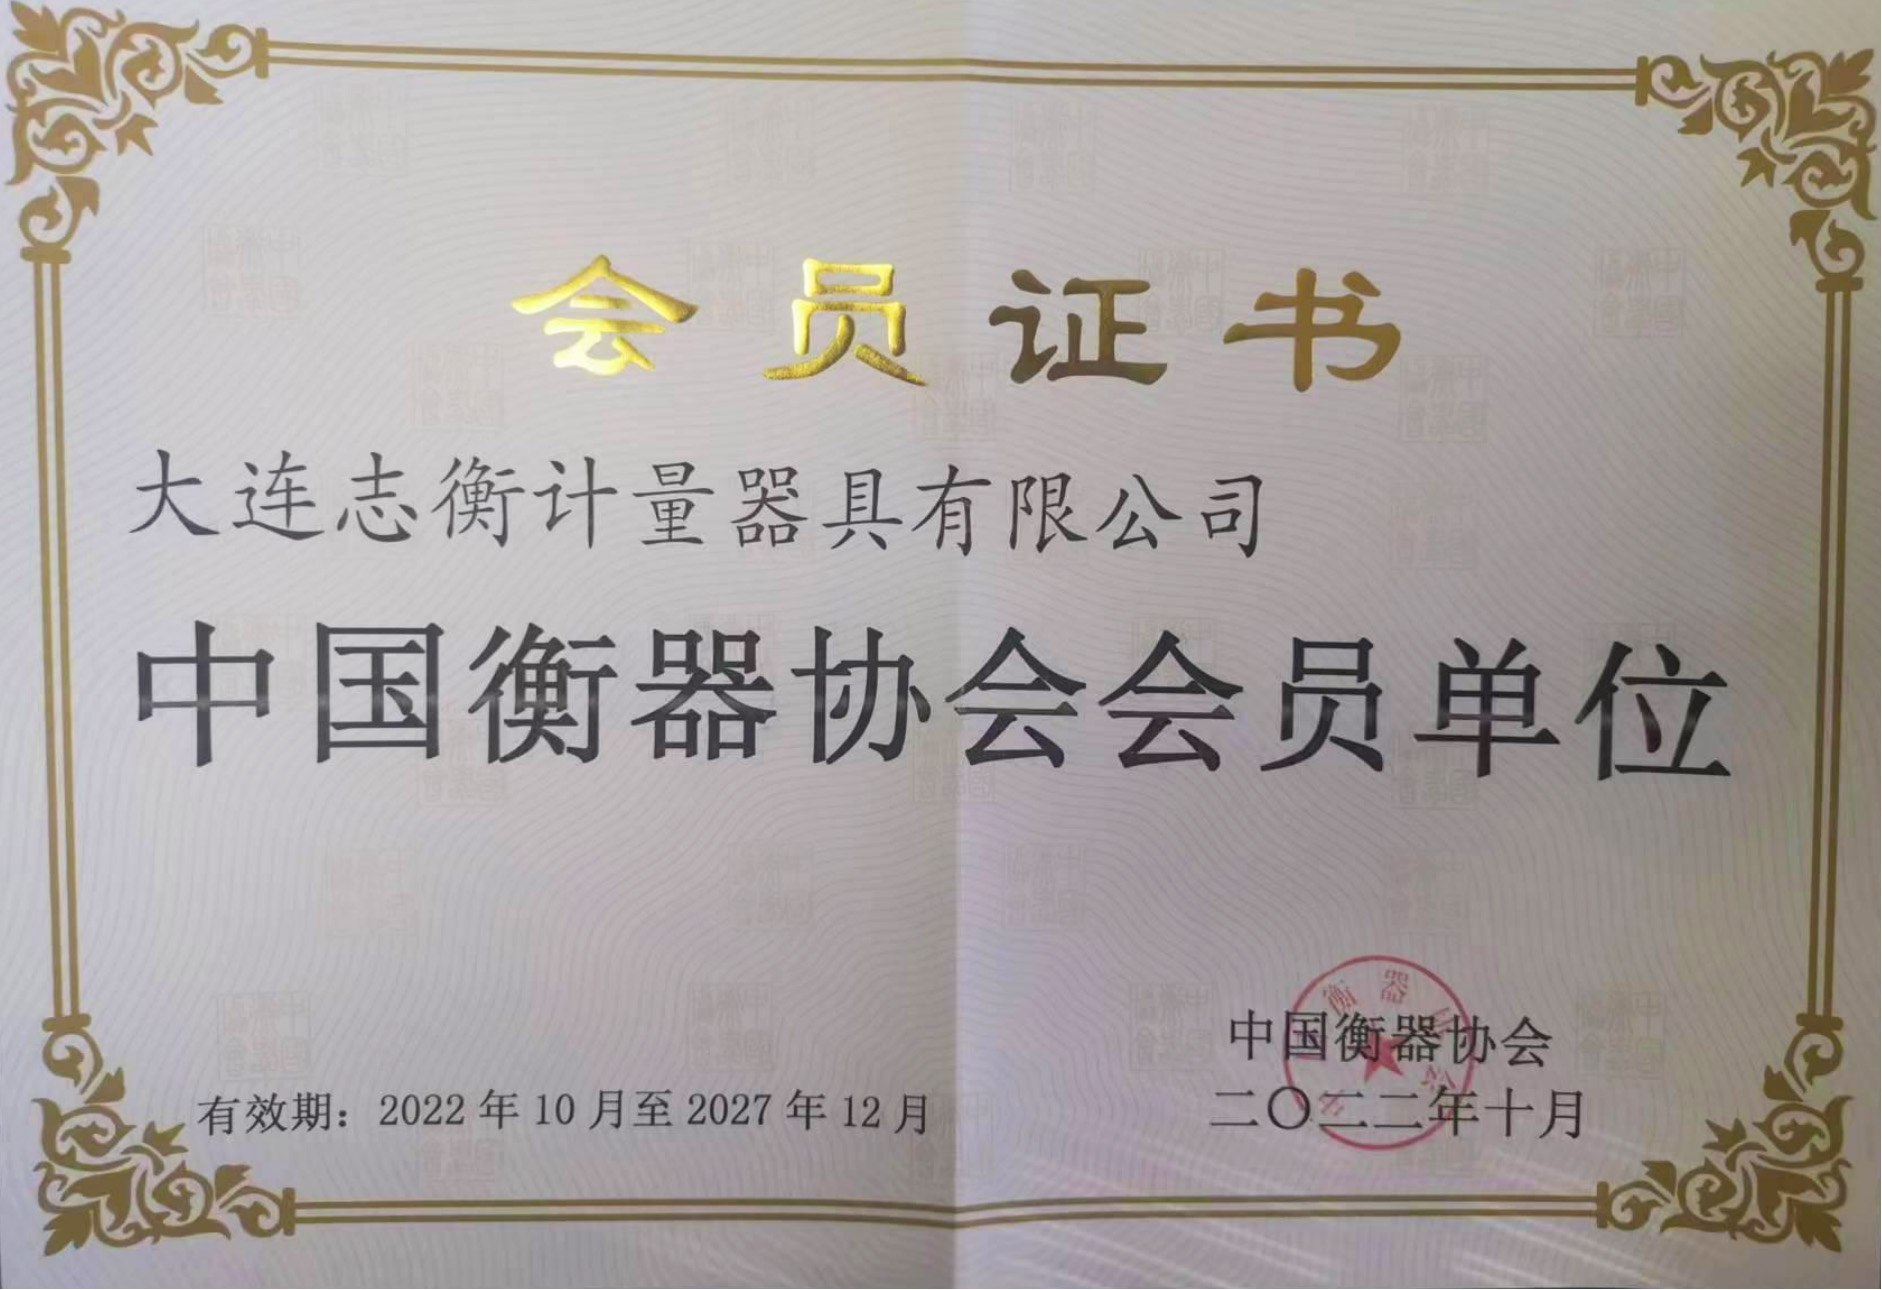 会员证书
大连志衡计量器具有限公司
中国衡器协会会员单位
中国衡器协会
有效期：2022年10月至2027年12月
二〇二二年十月